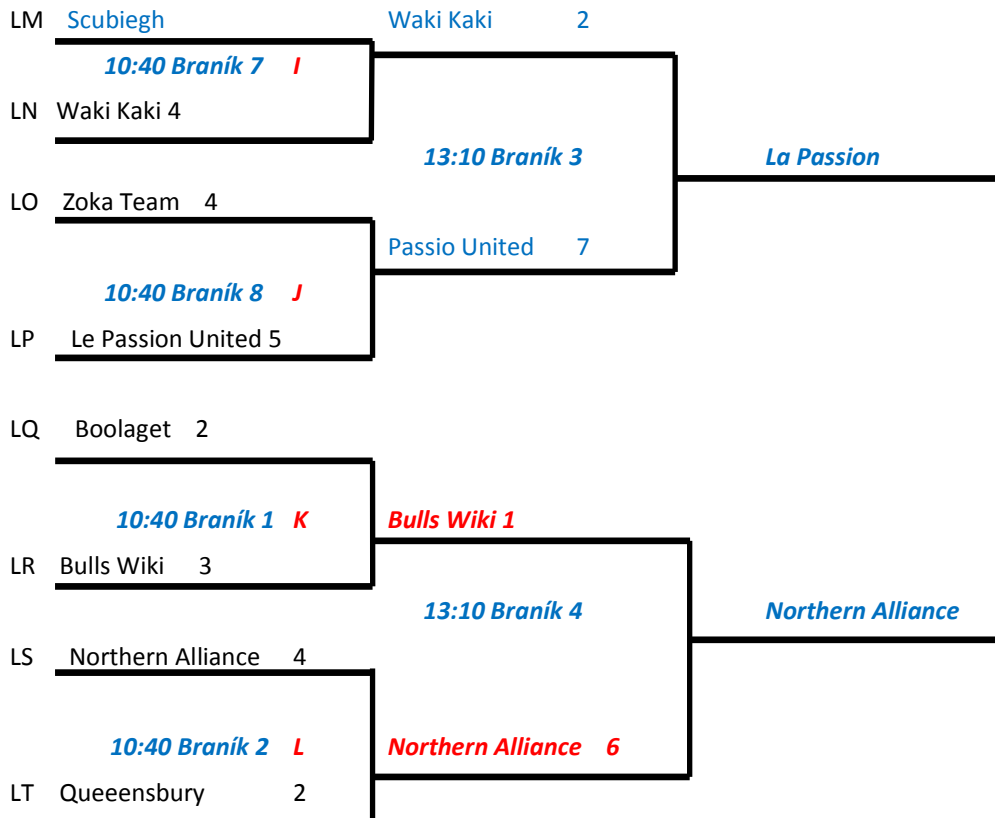 LM Scubiegh Waki Kaki 2
10:40 Braník 7 I
LN Waki Kaki 4
13:10 Braník 3 La Passion
LO Zoka Team 4
Passio United 7
10:40 Braník 8 J
LP Le Passion United 5
LQ Boolaget 2
10:40 Braník 1 K Bulls Wiki 1
LR Bulls Wiki 3
13:10 Braník 4 Northern Alliance
LS Northern Alliance 4
10:40 Braník 2 L Northern Alliance 6
LT Queeensbury 2